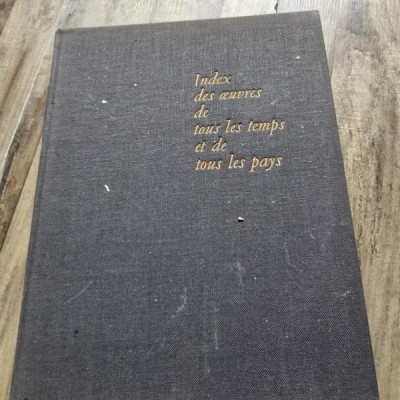 Index
des œuvres
de
tous les temps
et de
tous les pays